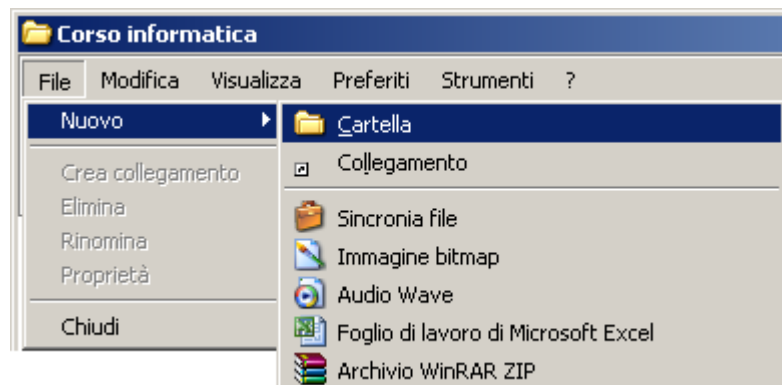 Corso informatica
File Modifica Visualizza Preferiti Strumenti ?
Nuovo
Crea collegamento
Elimina
Rinomina
Proprietà
Chiudi
Cartella
Collegamento
Sincronia file
Immagine bitmap
Audio Wave
Foglio di lavoro di Microsoft Excel
Archivio WinRAR ZIP